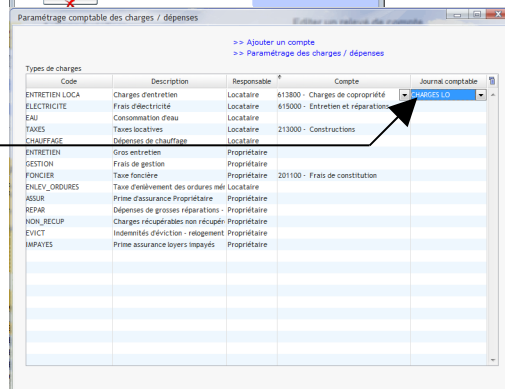 Paramétrage comptable des charges / dépenses
Editer un releve de compte
>> Ajouter un compte
>> Paramétrage des charges / dépenses
Types de charges
Code Description Responsable Compte Journal comptable
ENTRETIEN LOCA Charges d'entretien Locataire 613800 - Charges de copropriété CHARGES LO
ELECTRICITE Frais d'électricité Locataire 615000 - Entretien et réparations
EAU Consommation d'eau Locataire
TAXES Taxes locatives Locataire 213000 - Constructions
CHAUFFAGE Dépenses de chauffage Locataire
ENTRETIEN Gros entretien Propriétaire
GESTION Frais de gestion Propriétaire
FONCIER Taxe foncière Propriétaire 201100 - Frais de constitution
ENLEV_ORDURES Taxe d'enlèvement des ordures mén Locataire
ASSUR Prime d'assurance Propriétaire Propriétaire
REPAR Dépenses de grosses réparations - Propriétaire
NON_RECUP Charges récupérables non récupér Propriétaire
EVICT Indemnités d'éviction - relogement Propriétaire
IMPAYES Prime assurance loyers impayés Propriétaire